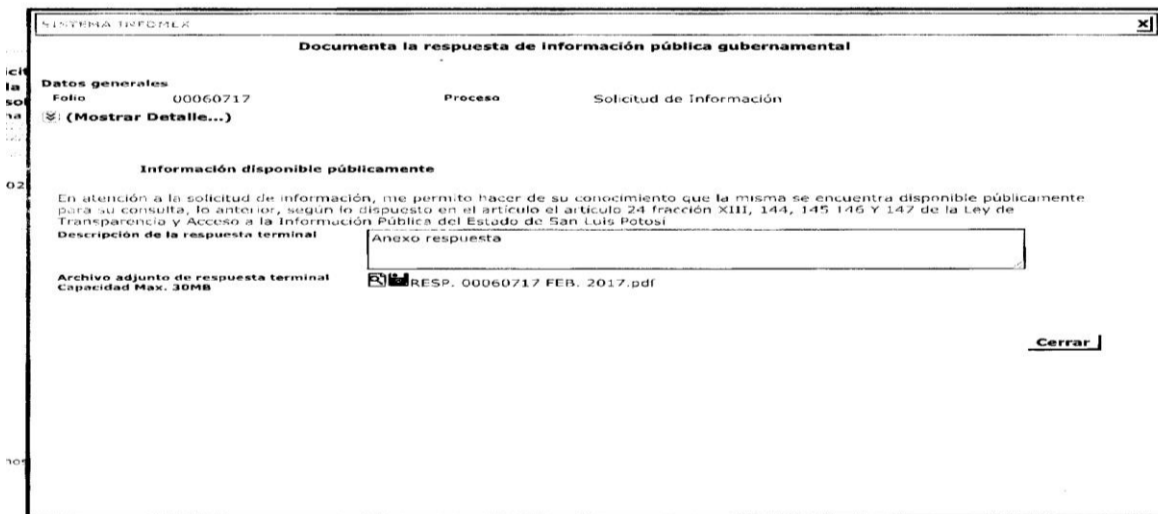 SISTEMA INFOMEX
Documenta la respuesta de información pública gubernamental
Datos generales
Folio 00060717 Proceso Solicitud de Información
(Mostrar Detalle...)
Información disponible públicamente
En atención a la solicitud de información, me permito hacer de su conocimiento que la misma se encuentra disponible públicamente
para su consulta, lo anterior, según lo dispuesto en el artículo el artículo 24 fracción XIII, 144, 145 146 Y 147 de la Ley de
Transparencia y Acceso a la Información Pública del Estado de San Luis Potosí
Descripción de la respuesta terminal
Anexo respuesta
Archivo adjunto de respuesta terminal
Capacidad Max. 30MB
RESP. 00060717 FEB. 2017.pdf
Cerrar